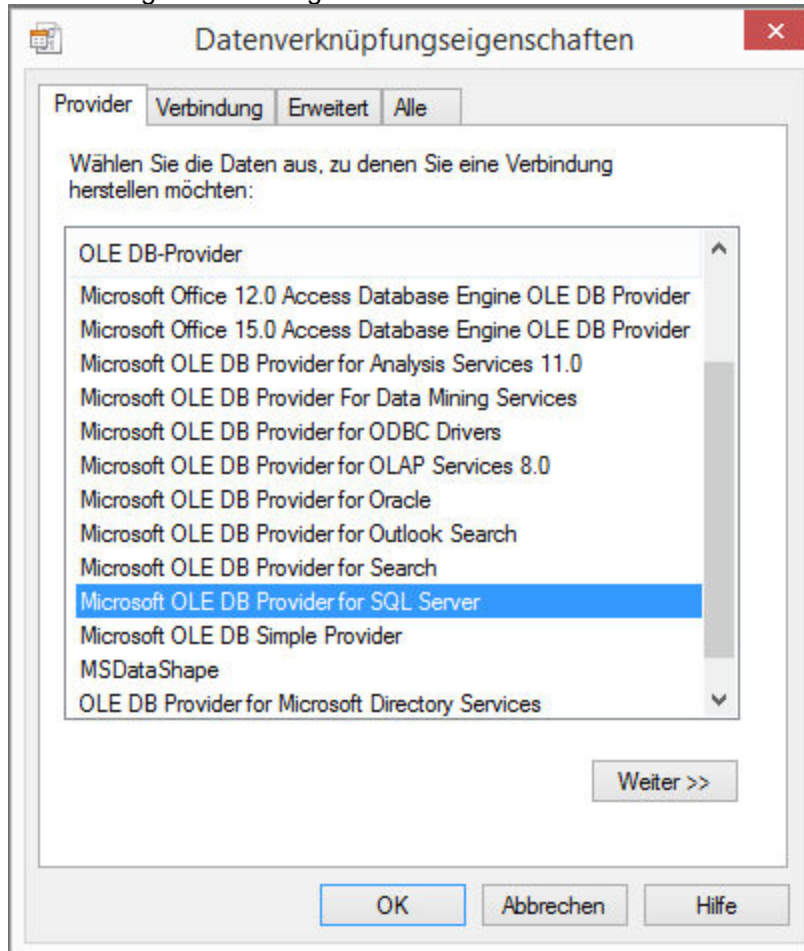 Datenverknüpfungseigenschaften
Provider Verbindung Erweitert Alle
Wählen Sie die Daten aus, zu denen Sie eine Verbindung
herstellen möchten:
OLE DB-Provider
Microsoft Office 12.0 Access Database Engine OLE DB Provider
Microsoft Office 15.0 Access Database Engine OLE DB Provider
Microsoft OLE DB Provider for Analysis Services 11.0
Microsoft OLE DB Provider For Data Mining Services
Microsoft OLE DB Provider for ODBC Drivers
Microsoft OLE DB Provider for OLAP Services 8.0
Microsoft OLE DB Provider for Oracle
Microsoft OLE DB Provider for Outlook Search
Microsoft OLE DB Provider for Search
Microsoft OLE DB Provider for SQL Server
Microsoft OLE DB Simple Provider
MSDataShape
OLE DB Provider for Microsoft Directory Services
Weiter >>
OK Abbrechen Hilfe